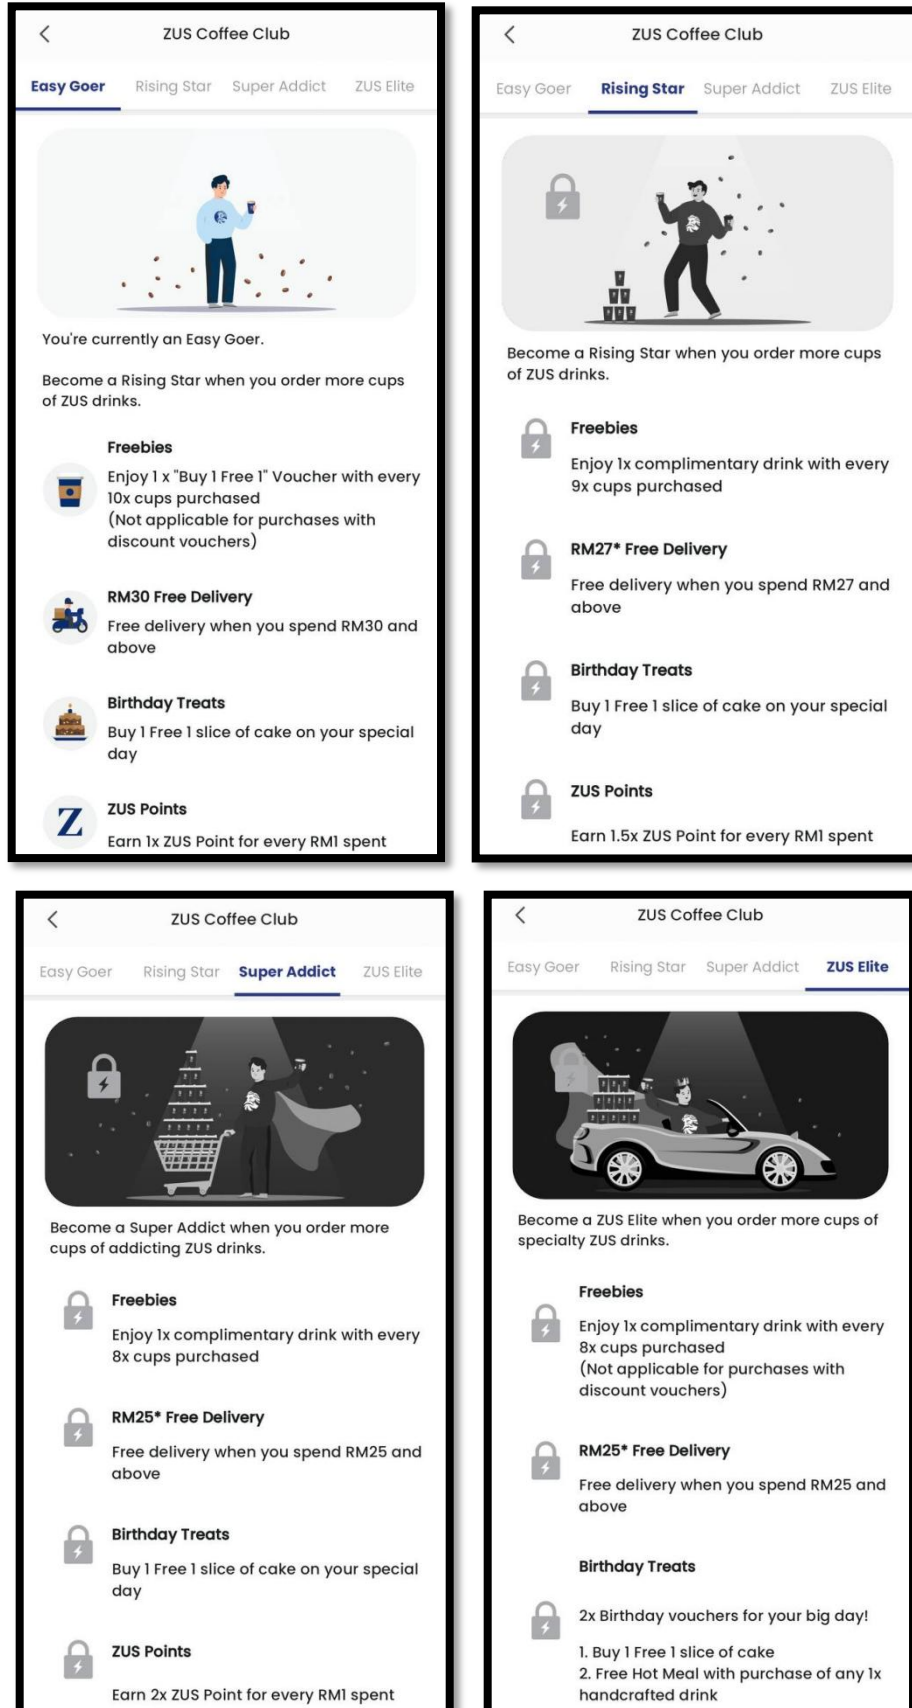 ZUS Coffee Club
Easy Goer Rising Star Super Addict ZUS Elite
You're currently an Easy Goer.
Become a Rising Star when you order more cups
of ZUS drinks.
Freebies
Enjoy 1 x "Buy 1 Free 1" Voucher with every
10x cups purchased
(Not applicable for purchases with
discount vouchers)
RM30 Free Delivery
Free delivery when you spend RM30 and
above
Birthday Treats
Buy 1 Free 1 slice of cake on your special
day
Z
ZUS Points
Earn 1x ZUS Point for every RM1 spent
ZUS Coffee Club
Easy Goer Rising Star Super Addict ZUS Elite
Become a Rising Star when you order more cups
of ZUS drinks.
Freebies
Enjoy 1x complimentary drink with every
9x cups purchased
RM27* Free Delivery
Free delivery when you spend RM27 and
above
Birthday Treats
Buy 1 Free 1 slice of cake on your special
day
ZUS Points
Earn 1.5x ZUS Point for every RM1 spent
ZUS Coffee Club
Easy Goer Rising Star Super Addict ZUS Elite
Become a Super Addict when you order more
cups of addicting ZUS drinks.
Freebies
Enjoy 1x complimentary drink with every
8x cups purchased
RM25* Free Delivery
Free delivery when you spend RM25 and
above
Birthday Treats
Buy 1 Free 1 slice of cake on your special
day
ZUS Points
Earn 2x ZUS Point for every RM1 spent
ZUS Coffee Club
Easy Goer Rising Star Super Addict ZUS Elite
Become a ZUS Elite when you order more cups of
specialty ZUS drinks.
Freebies
Enjoy 1x complimentary drink with every
8x cups purchased
(Not applicable for purchases with
discount vouchers)
RM25* Free Delivery
Free delivery when you spend RM25 and
above
Birthday Treats
2x Birthday vouchers for your big day!
1. Buy 1 Free 1 slice of cake
2. Free Hot Meal with purchase of any 1x
handcrafted drink